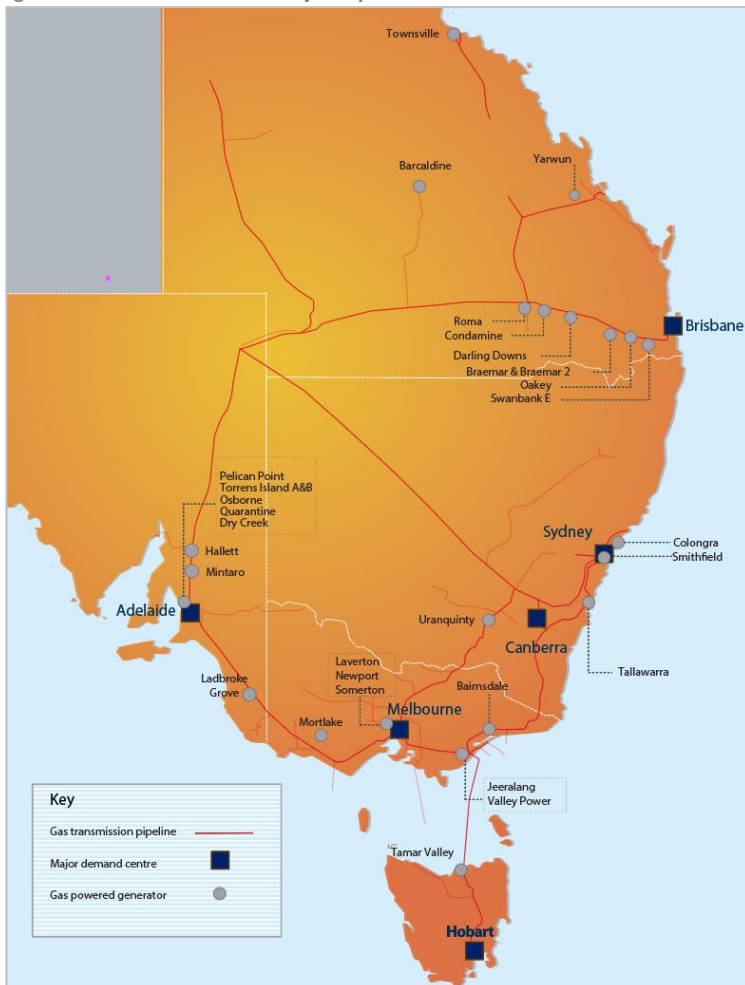 Townsville
Barcaldine
Yarwun
Roma
Condamine
Brisbane
Darling Downs
Braemar & Braemar 2
Oakey
Swanbank E
Pelican Point
Torrens Island A&B
Osborne
Quarantine
Dry Creek
Sydney
Colongra
Smithfield
Hallett
Mintaro
Adelaide
Uranquinty
Canberra
Tallawarra
Laverton
Newport
Somerton
Ladbroke
Grove
Bairnsdale
Melbourne
Mortlake
Jeeralang
Valley Power
Key
Gas transmission pipeline
Major demand centre
Gas powered generator
Tamar Valley
Hobart